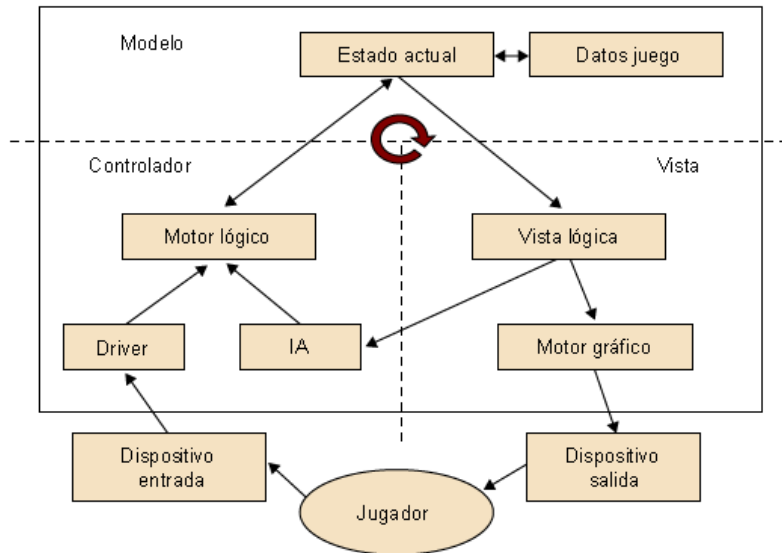 Modelo
Estado actual
Datos juego
Controlador
Vista
Motor lógico
Vista lógica
Driver
IA
Motor gráfico
Dispositivo
entrada
Dispositivo
salida
Jugador